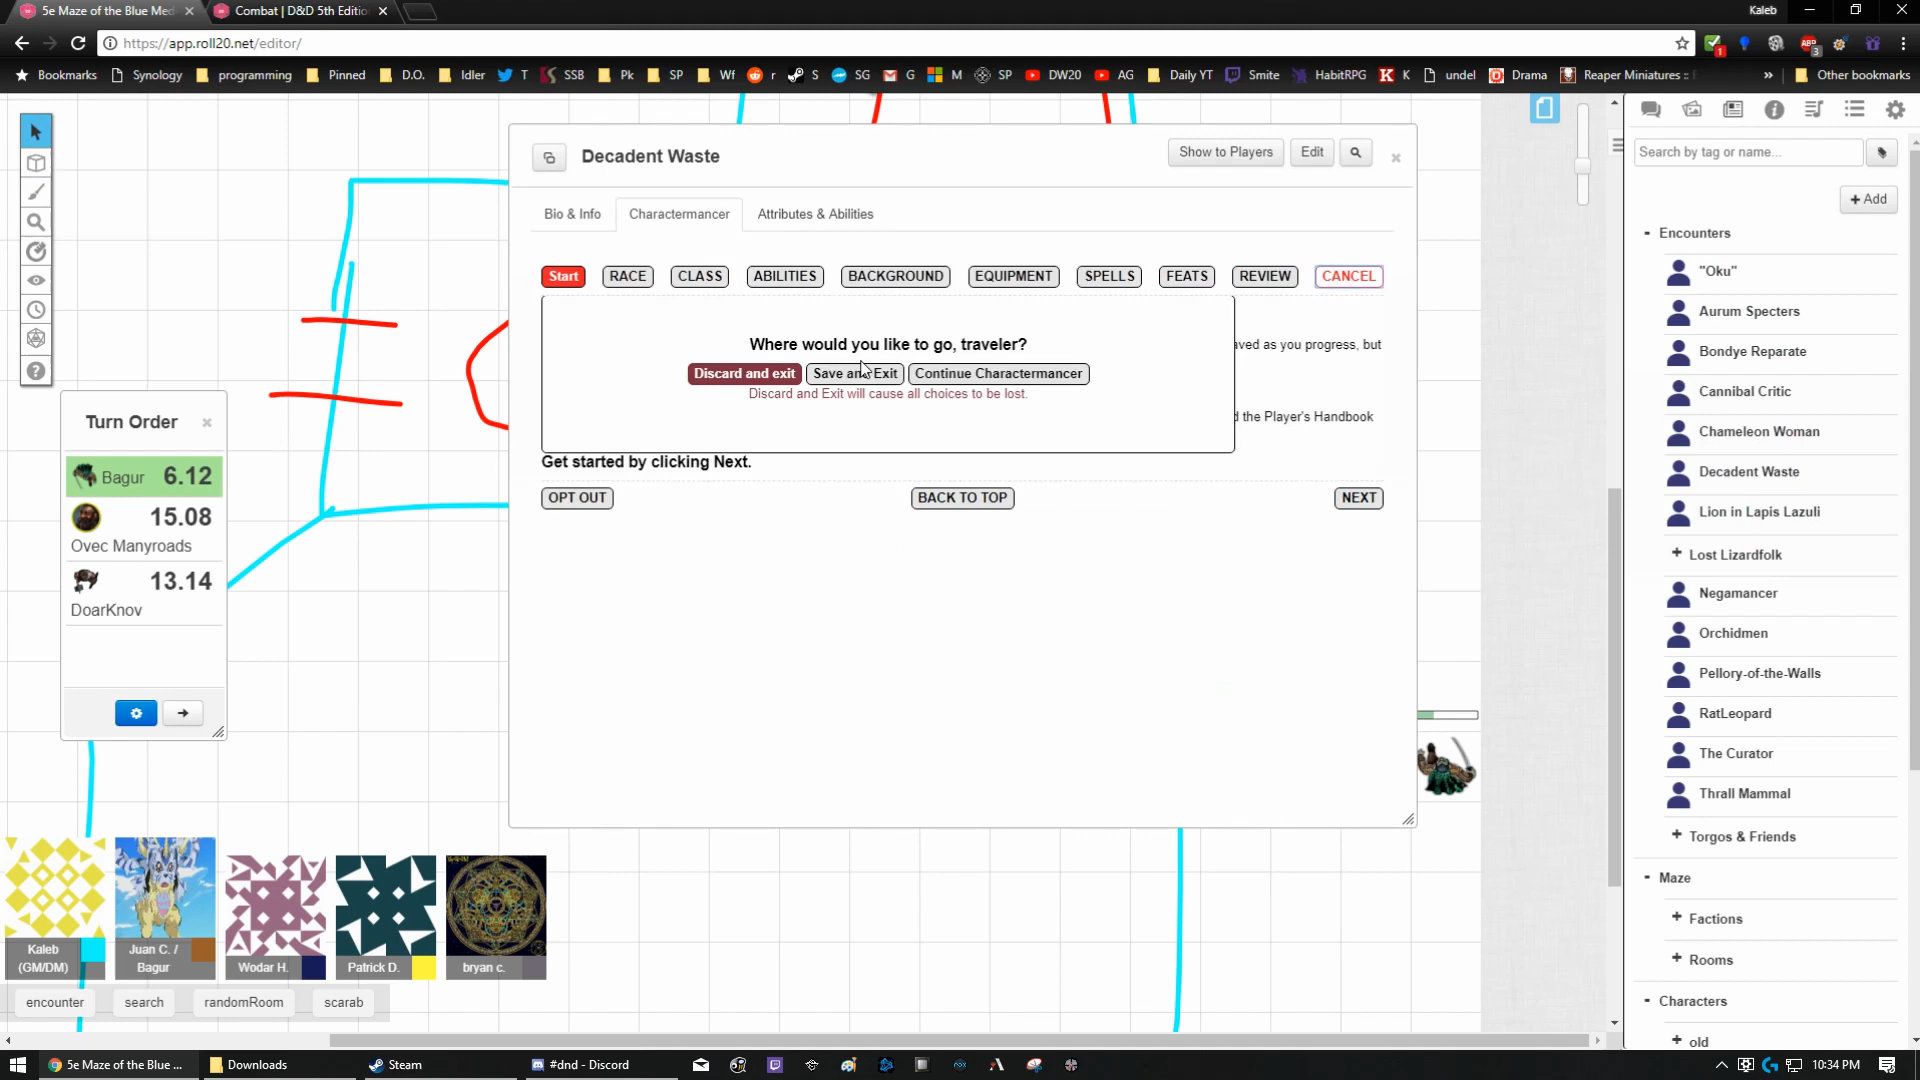 5e Maze of the Blue Med
Combat | D&D 5th Editio
Kaleb
https://app.roll20.net/editor/
Bookmarks Synology programming Pinned D.O. Idler T SSB Pk SP Wf r S SG G M SP DW20 AG Daily YT Smite HabitRPG K undel Drama Reaper Miniatures :: » Other bookmarks
Decadent Waste
Show to Players Edit
Bio & Info Charactermancer Attributes & Abilities
Start RACE CLASS ABILITIES BACKGROUND EQUIPMENT SPELLS FEATS REVIEW CANCEL
Where would you like to go, traveler?
aved as you progress, but
Discard and exit Save and Exit Continue Charactermancer
Discard and Exit will cause all choices to be lost.
d the Player's Handbook
Get started by clicking Next.
OPT OUT BACK TO TOP NEXT
Turn Order
Bagur 6.12
15.08
Ovec Manyroads
13.14
DoarKnov
Kaleb
(GM/DM)
Juan C. /
Bagur
Wodar H.
Patrick D.
bryan c.
encounter search randomRoom scarab
Search by tag or name...
+ Add
- Encounters
"Oku"
Aurum Specters
Bondye Reparate
Cannibal Critic
Chameleon Woman
Decadent Waste
Lion in Lapis Lazuli
+ Lost Lizardfolk
Negamancer
Orchidmen
Pellory-of-the-Walls
RatLeopard
The Curator
Thrall Mammal
+ Torgos & Friends
- Maze
+ Factions
+ Rooms
- Characters
+ old
5e Maze of the Blue ...
Downloads
Steam
#dnd - Discord
10:34 PM